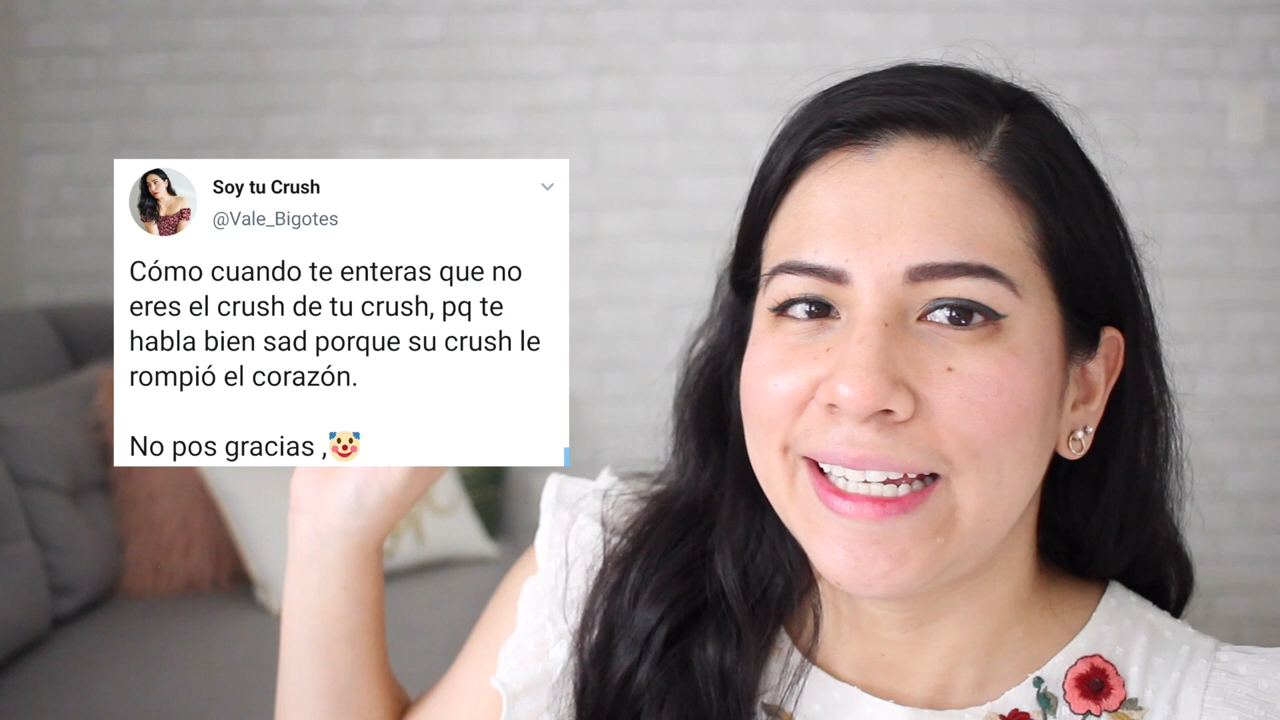 Soy tu Crush
@Vale_Bigotes
Cómo cuando te enteras que no
eres el crush de tu crush, pq te
habla bien sad porque su crush le
rompió el corazón.
No pos gracias ,🤡